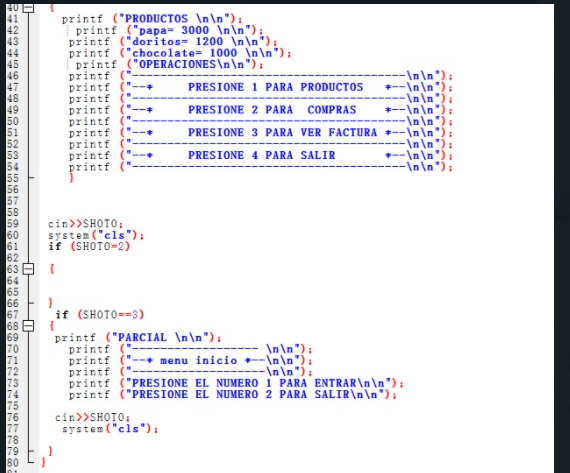 40 {
41 printf ("PRODUCTOS \n\n");
42 printf ("papa= 3000 \n\n");
43 printf ("doritos= 1200 \n\n");
44 printf ("chocolate= 1000 \n\n");
45 printf ("OPERACIONES\n\n");
46 printf ("---------------------------------------\n\n");
47 printf ("--* PRESIONE 1 PARA PRODUCTOS *--\n\n");
48 printf ("---------------------------------------\n\n");
49 printf ("--* PRESIONE 2 PARA COMPRAS *--\n\n");
50 printf ("---------------------------------------\n\n");
51 printf ("--* PRESIONE 3 PARA VER FACTURA *--\n\n");
52 printf ("---------------------------------------\n\n");
53 printf ("--* PRESIONE 4 PARA SALIR *--\n\n");
54 printf ("---------------------------------------\n\n");
55 }
56
57
58
59 cin>>SHOTO;
60 system("cls");
61 if (SHOTO=2)
62
63 {
64
65
66 }
67 if (SHOTO==3)
68 {
69 printf ("PARCIAL \n\n");
70 printf ("------------------ \n\n");
71 printf ("--* menu inicio *--\n\n");
72 printf ("-------------------\n\n");
73 printf ("PRESIONE EL NUMERO 1 PARA ENTRAR\n\n");
74 printf ("PRESIONE EL NUMERO 2 PARA SALIR\n\n");
75
76 cin>>SHOTO;
77 system("cls");
78
79 }
80 }